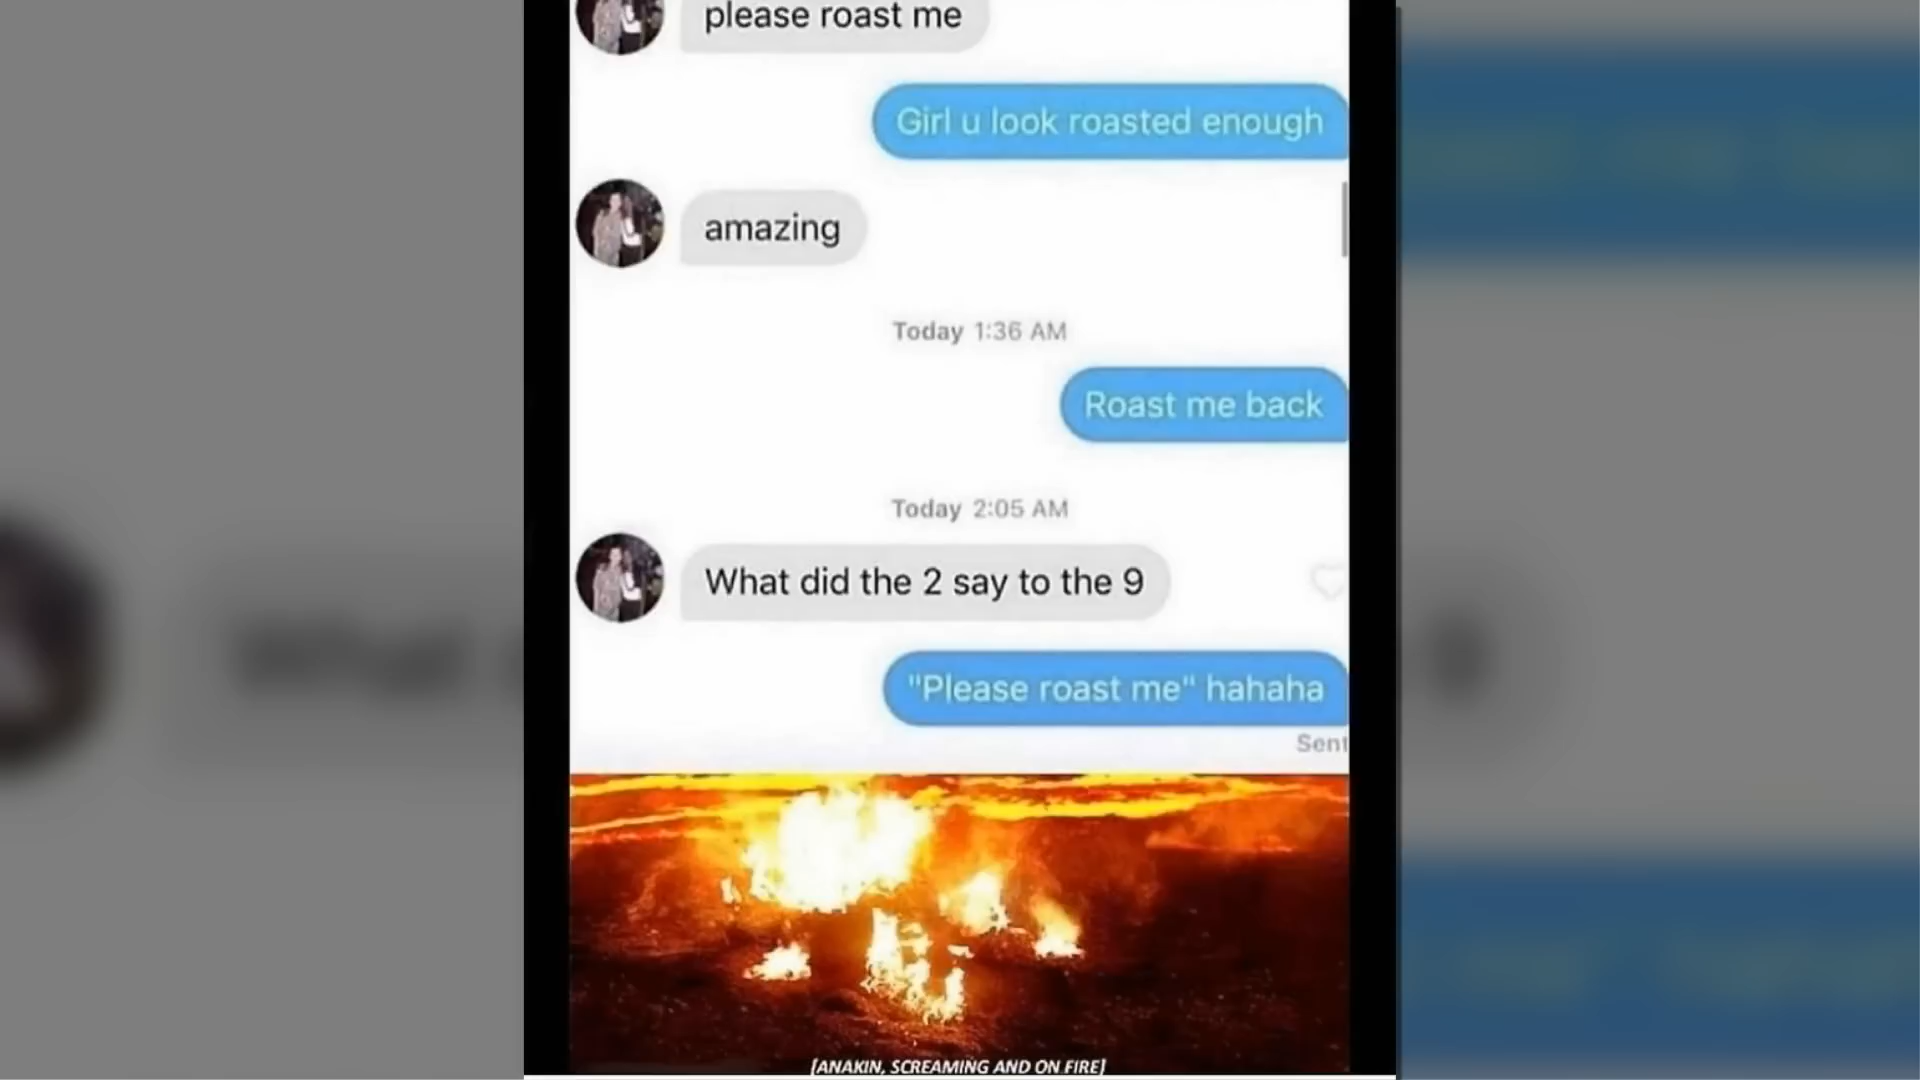 please roast me
Girl u look roasted enough
amazing
Today 1:36 AM
Roast me back
Today 2:05 AM
What did the 2 say to the 9
"Please roast me" hahaha
Sent
[ANAKIN, SCREAMING AND ON FIRE]